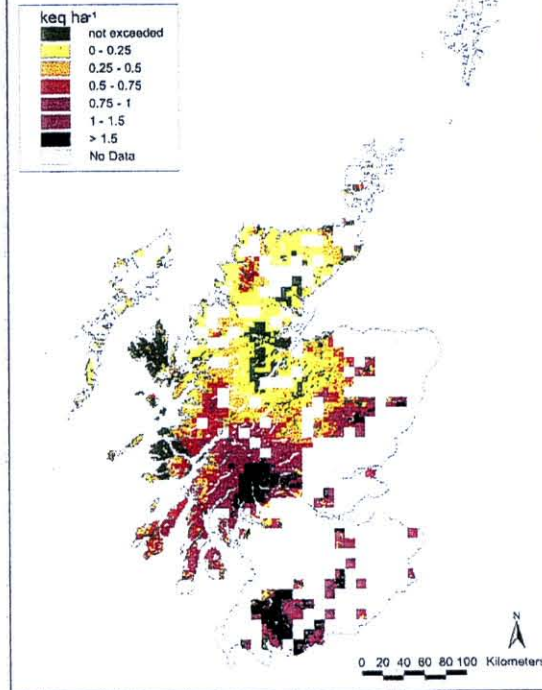 keq ha⁻¹
not exceeded
0 - 0.25
0.25 - 0.5
0.5 - 0.75
0.75 - 1
1 - 1.5
> 1.5
No Data
N
0 20 40 60 80 100 Kilometers